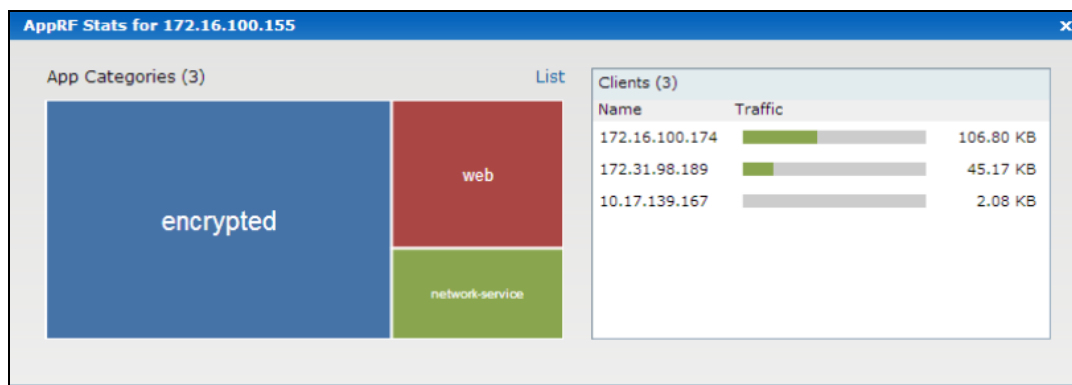 AppRF Stats for 172.16.100.155 x
App Categories (3) List
encrypted
web
network-service
Clients (3)
Name Traffic
172.16.100.174 106.80 KB
172.31.98.189 45.17 KB
10.17.139.167 2.08 KB